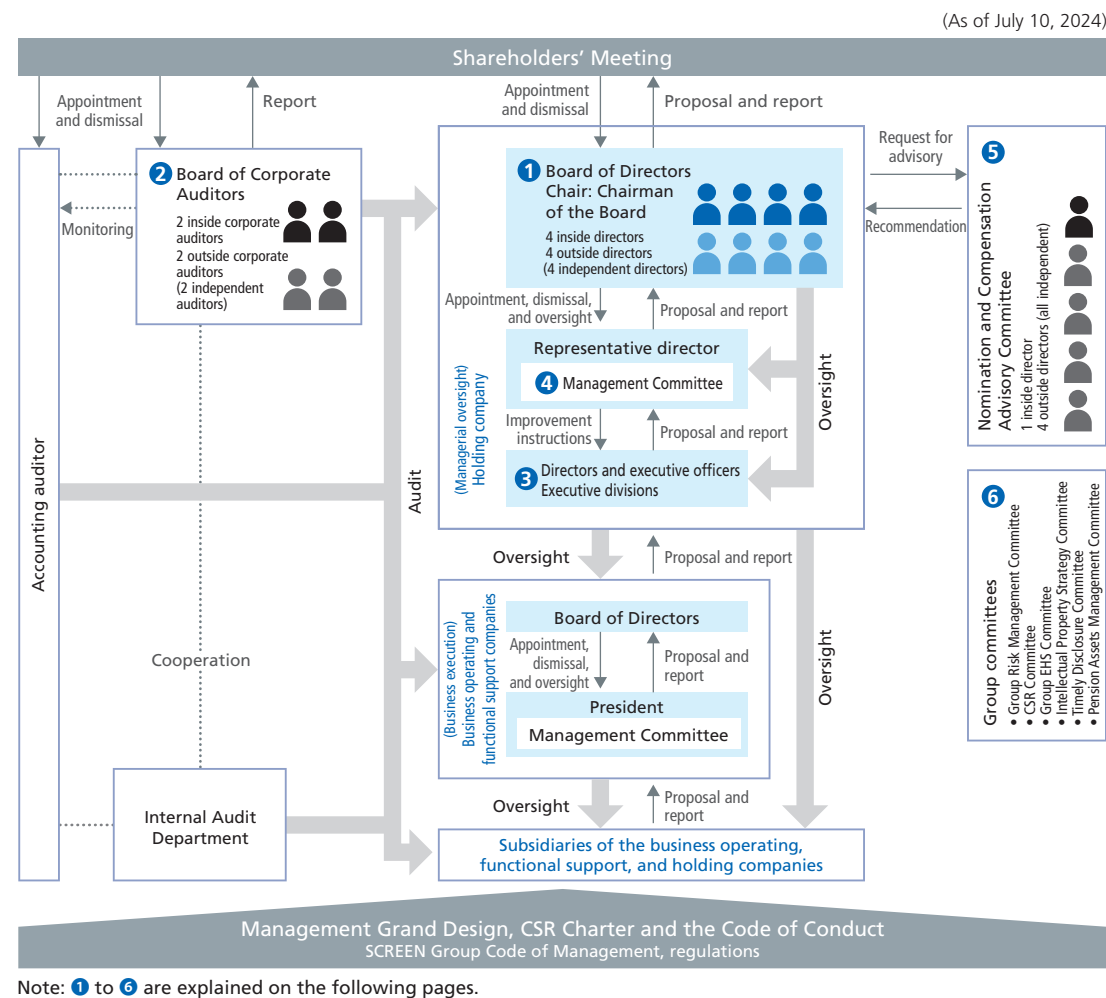 (As of July 10, 2024)
Shareholders' Meeting
Appointment
and dismissal
Report
Appointment
and dismissal
Proposal and report
Accounting auditor
2 Board of Corporate
Auditors
2 inside corporate
auditors
2 outside corporate
auditors
(2 independent
auditors)
Monitoring
1 Board of Directors
Chair: Chairman
of the Board
4 inside directors
4 outside directors
(4 independent directors)
Request for
advisory
Recommendation
5
Nomination and Compensation
Advisory Committee
1 inside director
4 outside directors (all independent)
Appointment, dismissal,
and oversight
Proposal and report
Representative director
4 Management Committee
Improvement
instructions
Proposal and report
3 Directors and executive officers
Executive divisions
(Managerial oversight)
Holding company
Oversight
Audit
6
Group committees
• Group Risk Management Committee
• CSR Committee
• Group EHS Committee
• Intellectual Property Strategy Committee
• Timely Disclosure Committee
• Pension Assets Management Committee
Oversight
Proposal and report
(Business execution)
Business operating and
functional support companies
Board of Directors
Appointment,
dismissal,
and oversight
Proposal and
report
President
Management Committee
Oversight
Cooperation
Internal Audit
Department
Oversight
Proposal and
report
Subsidiaries of the business operating,
functional support, and holding companies
Management Grand Design, CSR Charter and the Code of Conduct
SCREEN Group Code of Management, regulations
Note: 1 to 6 are explained on the following pages.